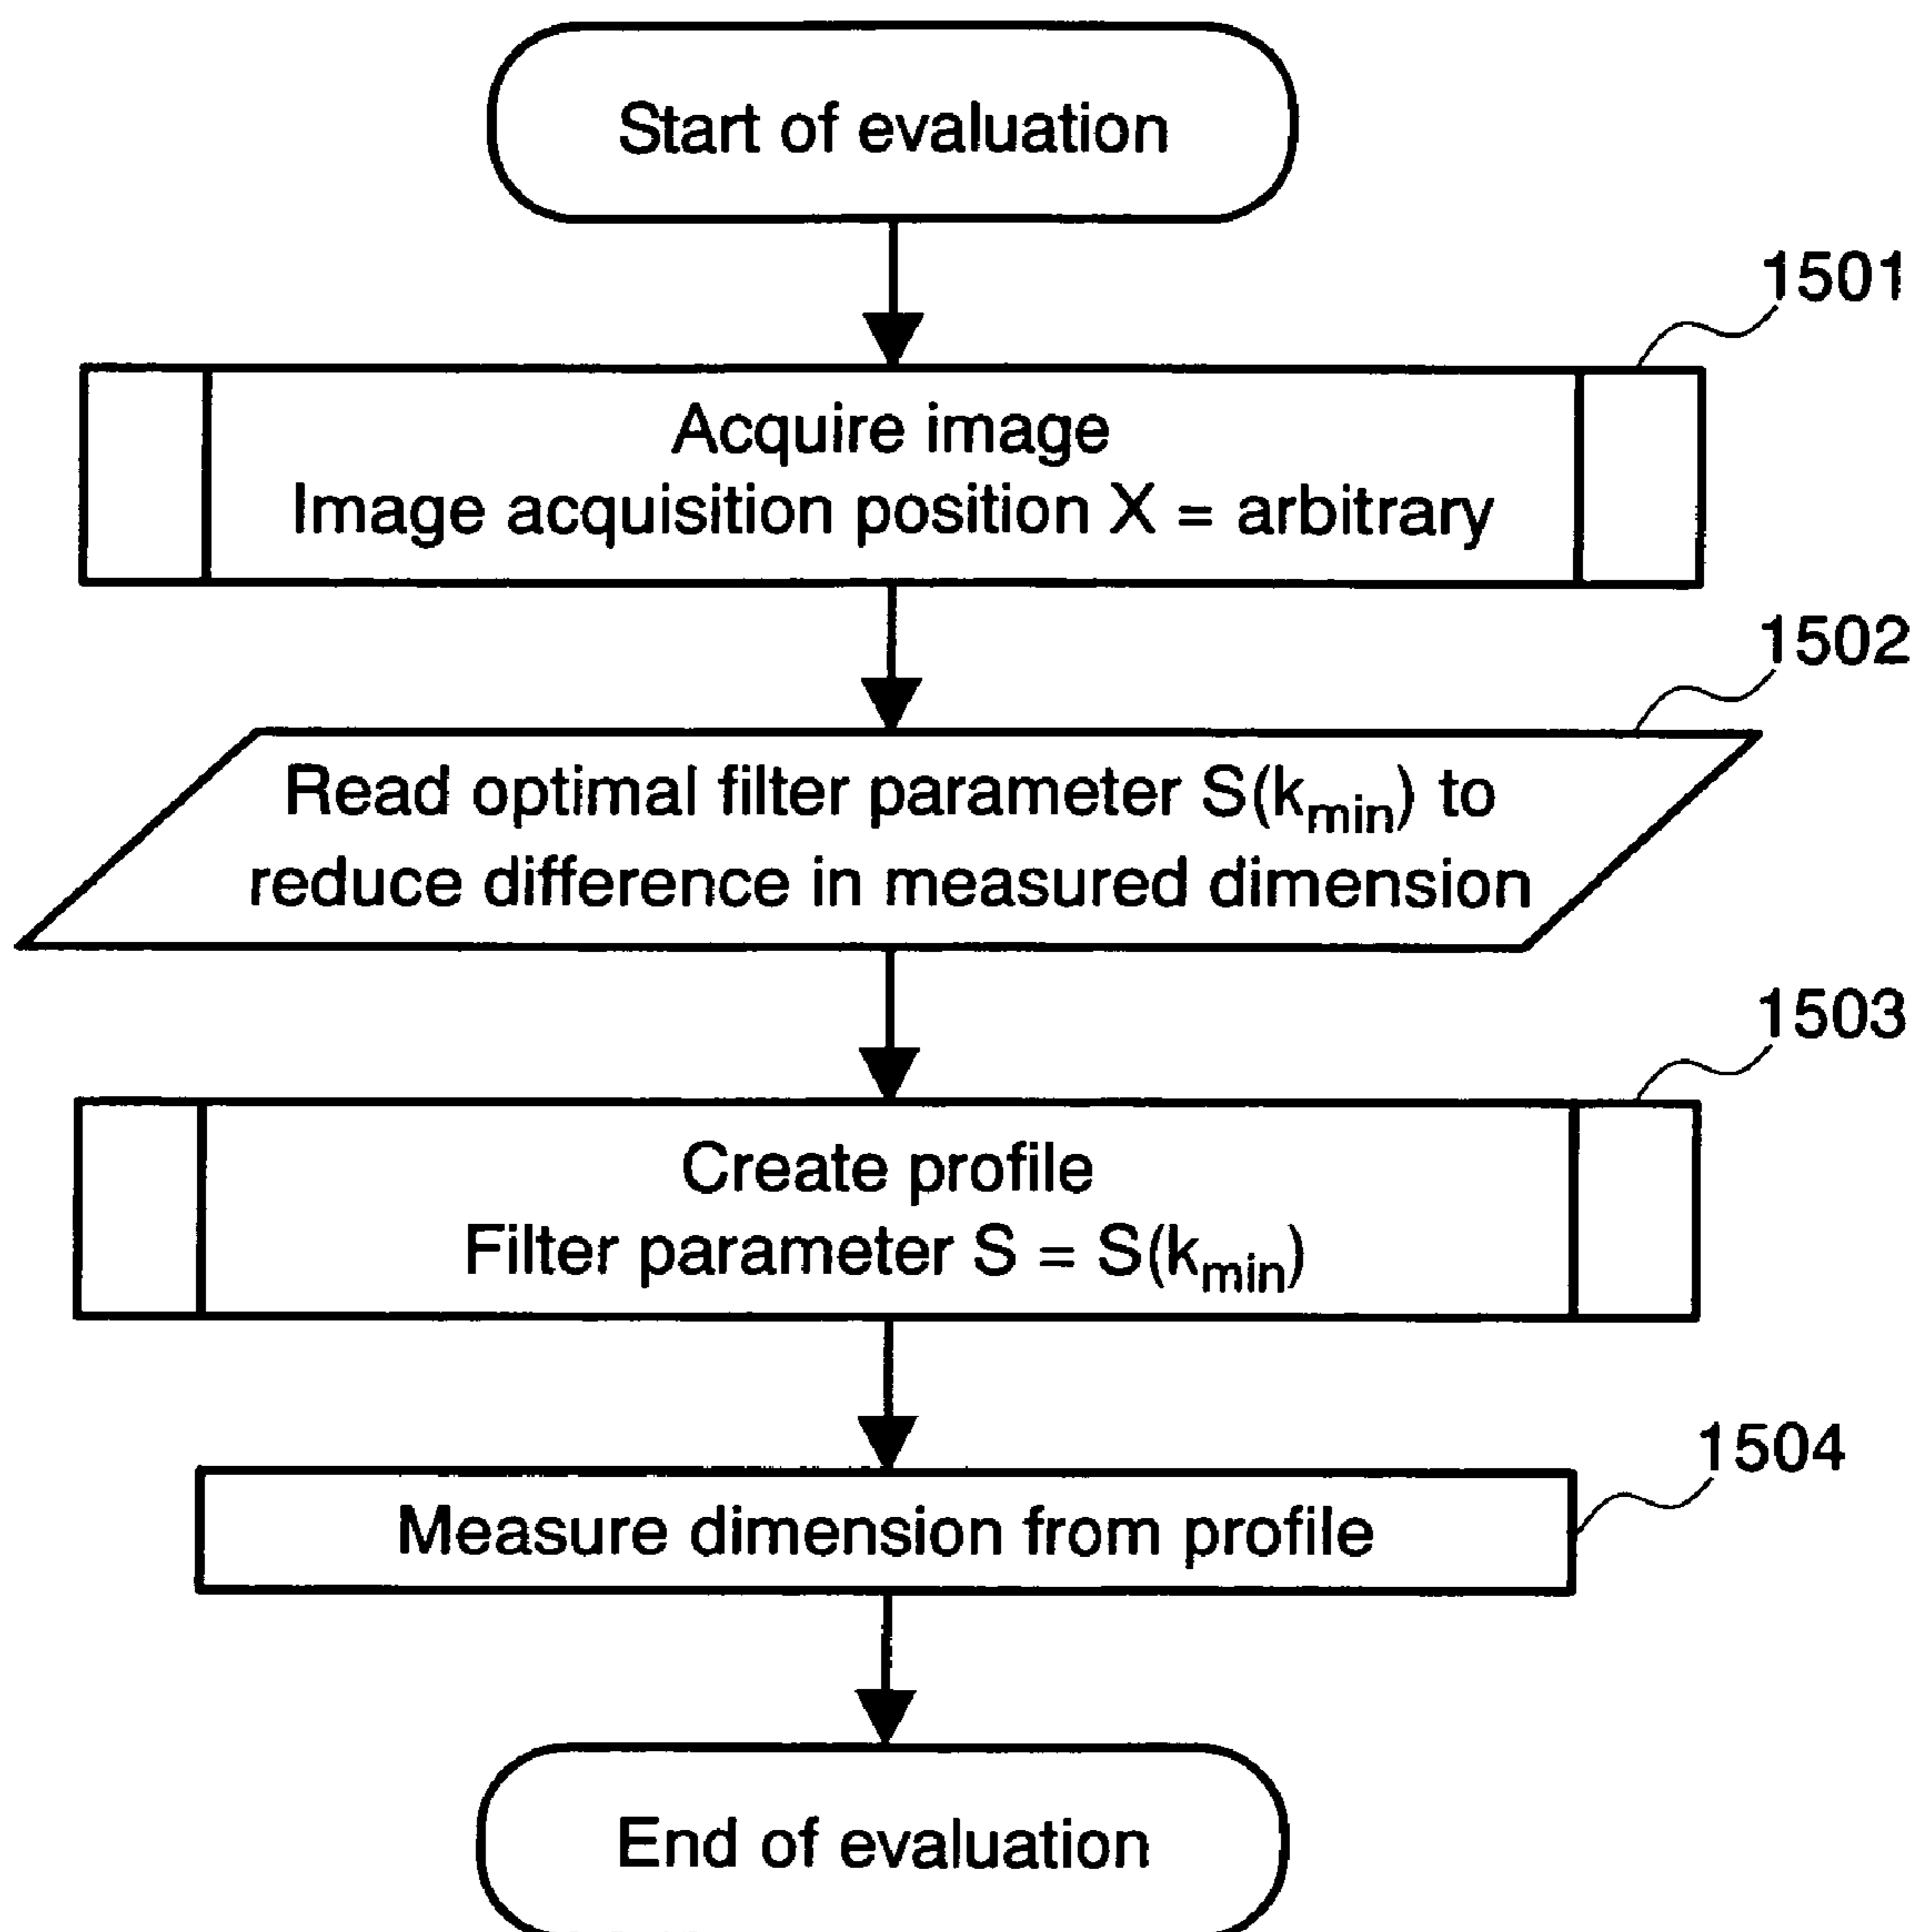 Start of evaluation
1501
Acquire image
Image acquisition position X = arbitrary
1502
Read optimal filter parameter S(kmin) to
reduce difference in measured dimension
1503
Create profile
Filter parameter S = S(kmin)
1504
Measure dimension from profile
End of evaluation